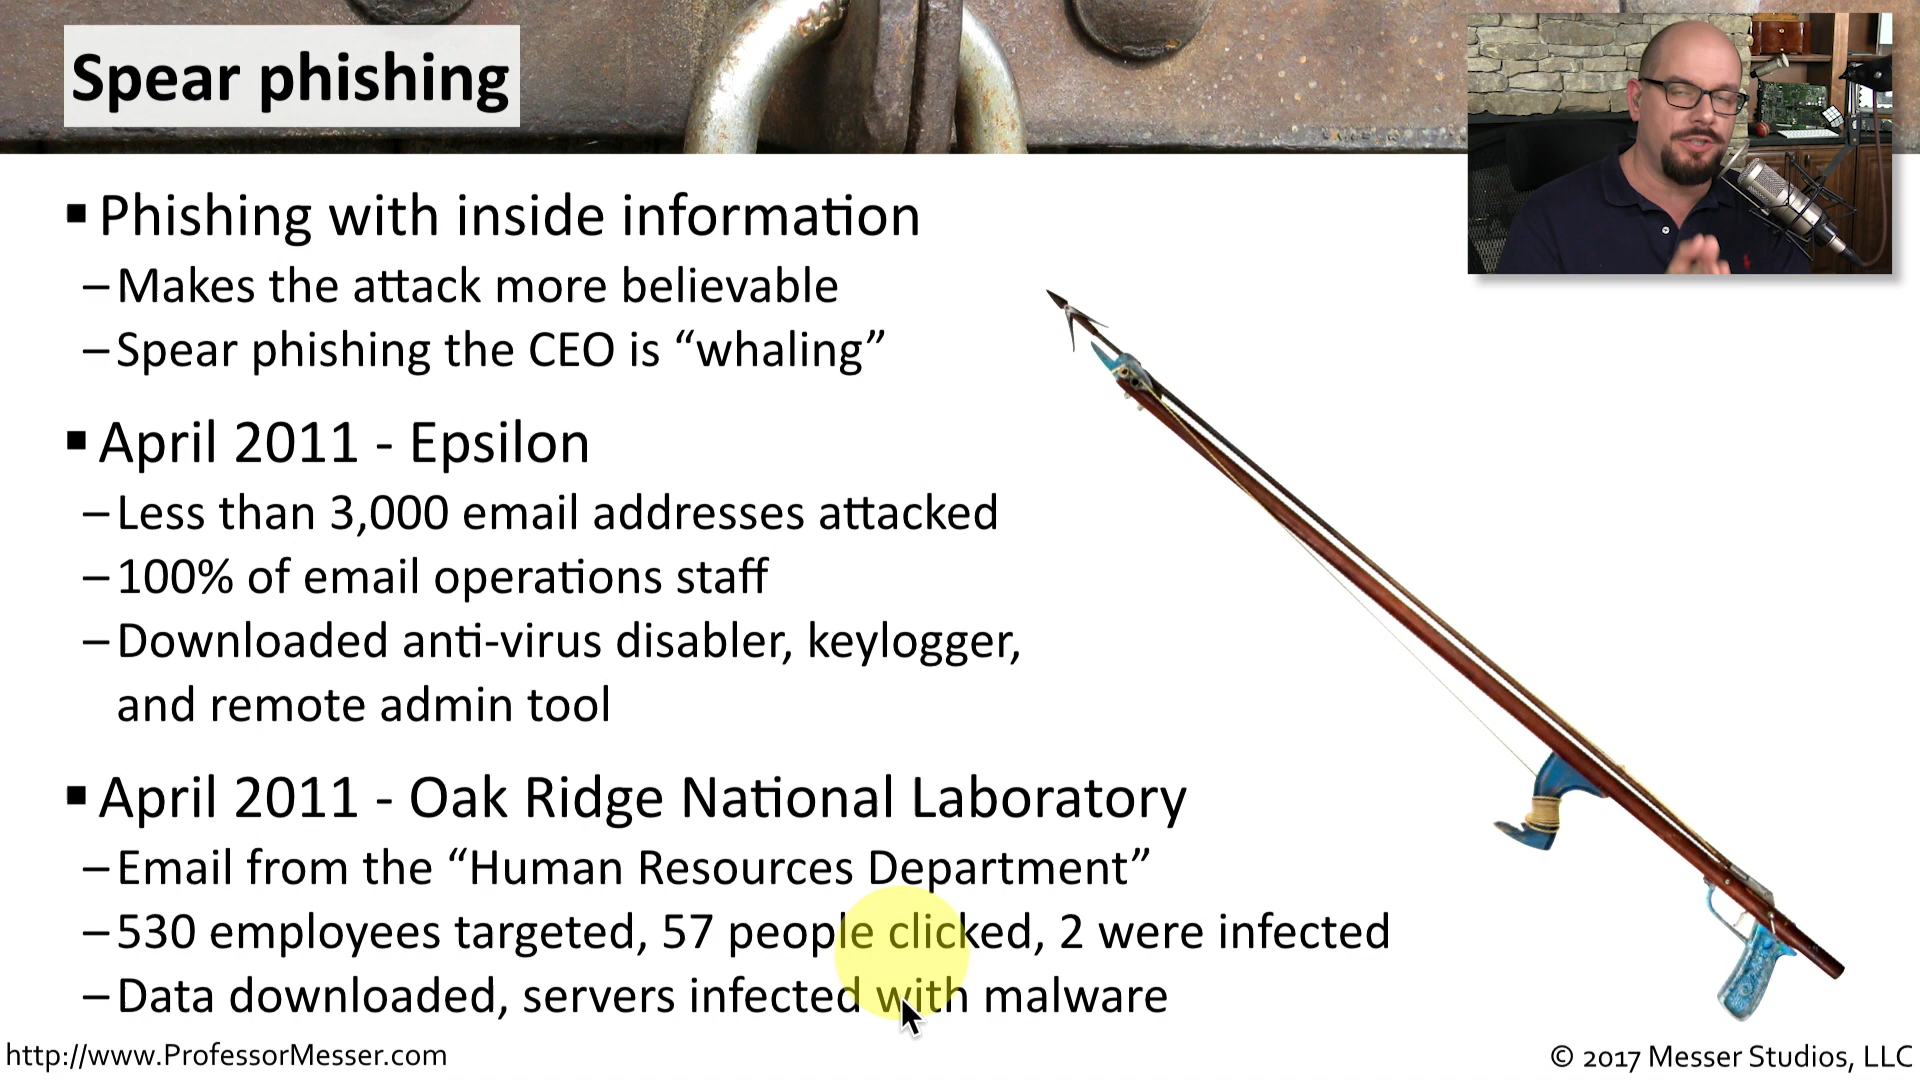 Spear phishing
▪ Phishing with inside information
– Makes the attack more believable
– Spear phishing the CEO is “whaling”
▪ April 2011 - Epsilon
– Less than 3,000 email addresses attacked
– 100% of email operations staff
– Downloaded anti-virus disabler, keylogger,
and remote admin tool
▪ April 2011 - Oak Ridge National Laboratory
– Email from the “Human Resources Department”
– 530 employees targeted, 57 people clicked, 2 were infected
– Data downloaded, servers infected with malware
http://www.ProfessorMesser.com
© 2017 Messer Studios, LLC